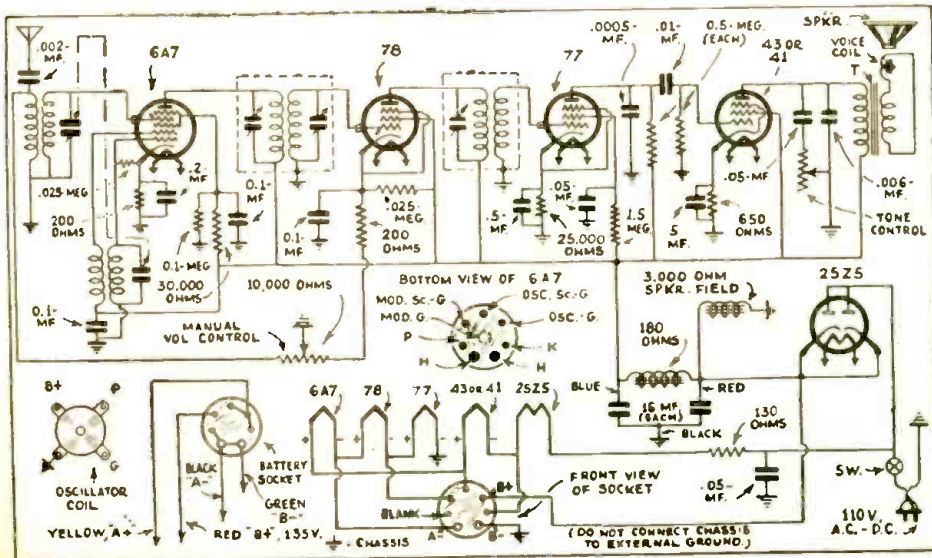 .002-
MF.
6A7
78
77
.0005-
MF.
.01-
MF.
0.5-MEG.
(EACH)
43 OR
41
SPKR.
VOICE
COIL
T
.025-MEG
200
OHMS
.2-
MF.
0.1-
MF.
0.1-MEG
30,000
OHMS
0.1-
MF.
.025-
MEG
200
OHMS
10,000 OHMS
.5-
MF.
.05-
MF.
25,000
OHMS
1.5
MEG.
.05-MF
.5
MF.
650
OHMS
.006-
MF.
TONE
CONTROL
0.1-
MF
MANUAL
VOL CONTROL
BOTTOM VIEW OF 6A7
MOD. SC.-G
MOD. G
P
H
OSC. SC-G
OSC.-G.
K
H
3,000 OHM
SPKR. FIELD
180
OHMS
25Z5
B+
P
G
OSCILLATOR
COIL
BLACK
"A-"
BATTERY
SOCKET
GREEN
"B-"
YELLOW, "A+"
RED "B+", 135V.
6A7
78
77
43 OR 41
25Z5
+ - + - + - + -
BLANK
A-
B+
B-
FRONT VIEW
OF SOCKET
= CHASSIS
BLUE
RED
16 MF.
(EACH)
BLACK
130
OHMS
.05-
MF.
SW.
110 V.,
A.C.-D.C.
(DO NOT CONNECT CHASSIS
TO EXTERNAL GROUND.)